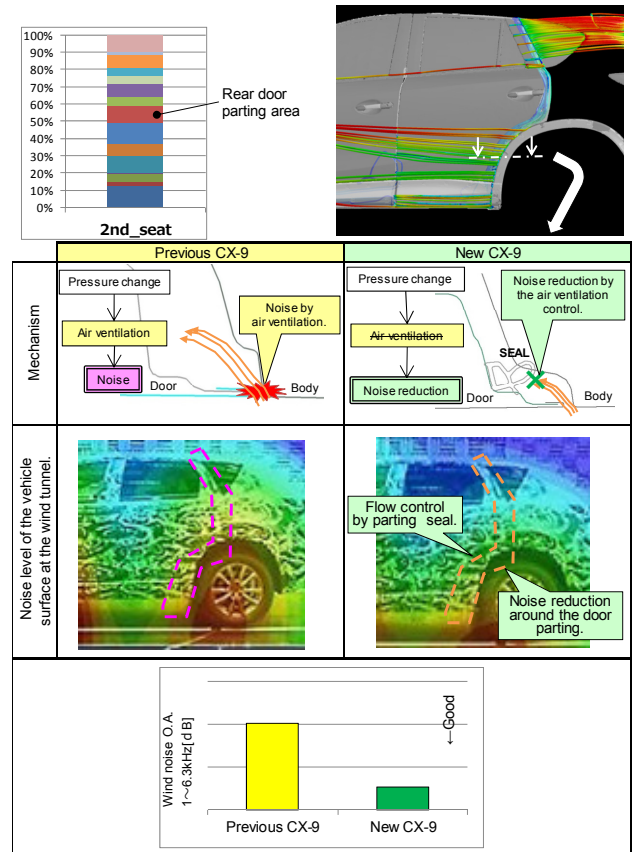 100%
90%
80%
70%
60%
50%
40%
30%
20%
10%
0%
2nd_seat
Rear door
parting area
Previous CX-9
New CX-9
Mechanism
Pressure change
Air ventilation
Noise
Noise by
air ventilation.
Door
Body
Pressure change
Air ventilation
Noise reduction
Noise reduction by
the air ventilation
control.
SEAL
Door
Body
Noise level of the vehicle
surface at the wind tunnel.
Flow control
by parting seal.
Noise reduction
around the door
parting.
Wind noise O.A.
1～6.3kHz[dB]
←Good
Previous CX-9
New CX-9